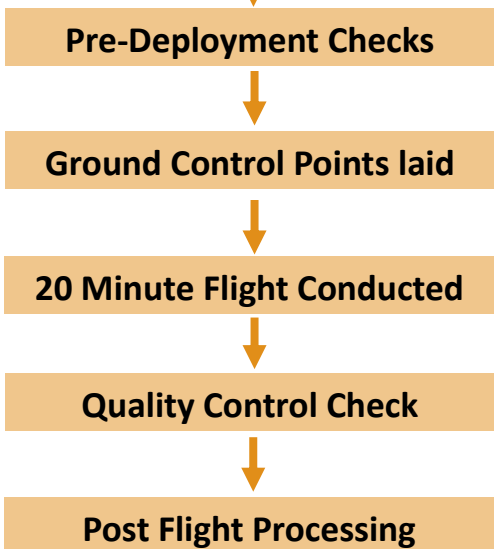 Pre-Deployment Checks
Ground Control Points laid
20 Minute Flight Conducted
Quality Control Check
Post Flight Processing